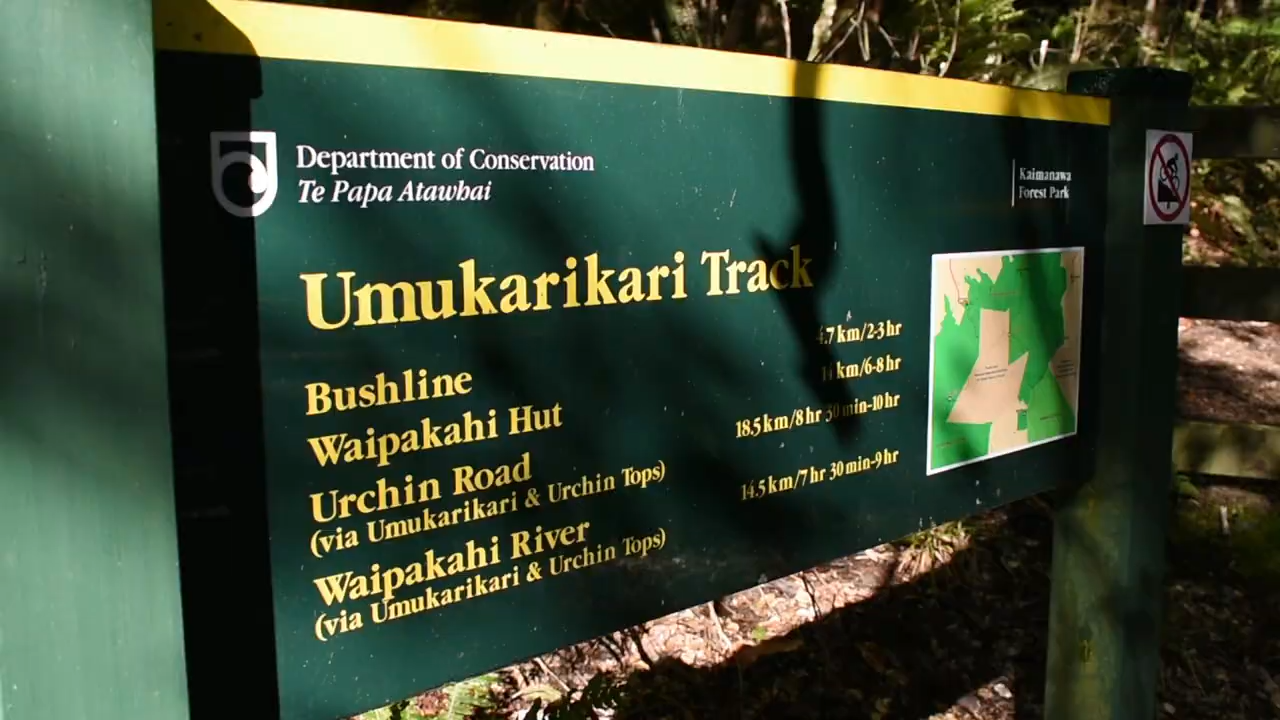 Department of Conservation
Te Papa Atawhai
Kaimanawa
Forest Park
Umukarikari Track
Bushline 4.7 km/2-3 hr
Waipakahi Hut 14 km/6-8 hr
Urchin Road 18.5 km/8 hr 30 min-10 hr
(via Umukarikari & Urchin Tops)
Waipakahi River 14.5 km/7 hr 30 min-9 hr
(via Umukarikari & Urchin Tops)